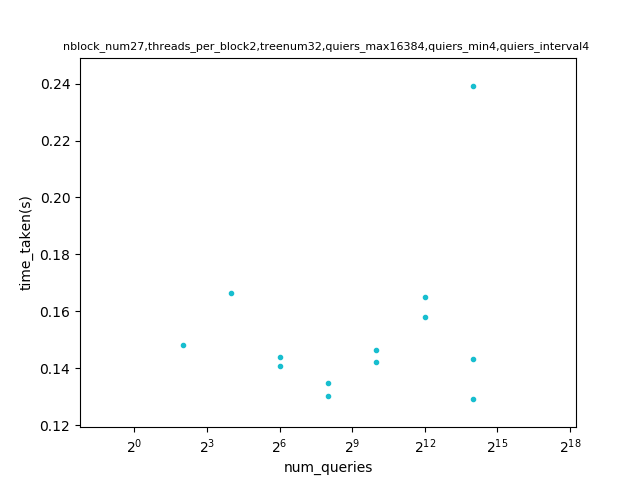 nblock_num27,threads_per_block2,treenum32,quiers_max16384,quiers_min4,quiers_interval4
0.24
0.22
0.20
0.18
0.16
0.14
0.12
time_taken(s)
2^0 2^3 2^6 2^9 2^12 2^15 2^18
num_queries